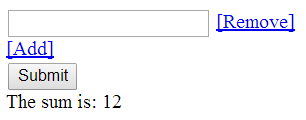 [Remove]
[Add]
Submit
The sum is: 12